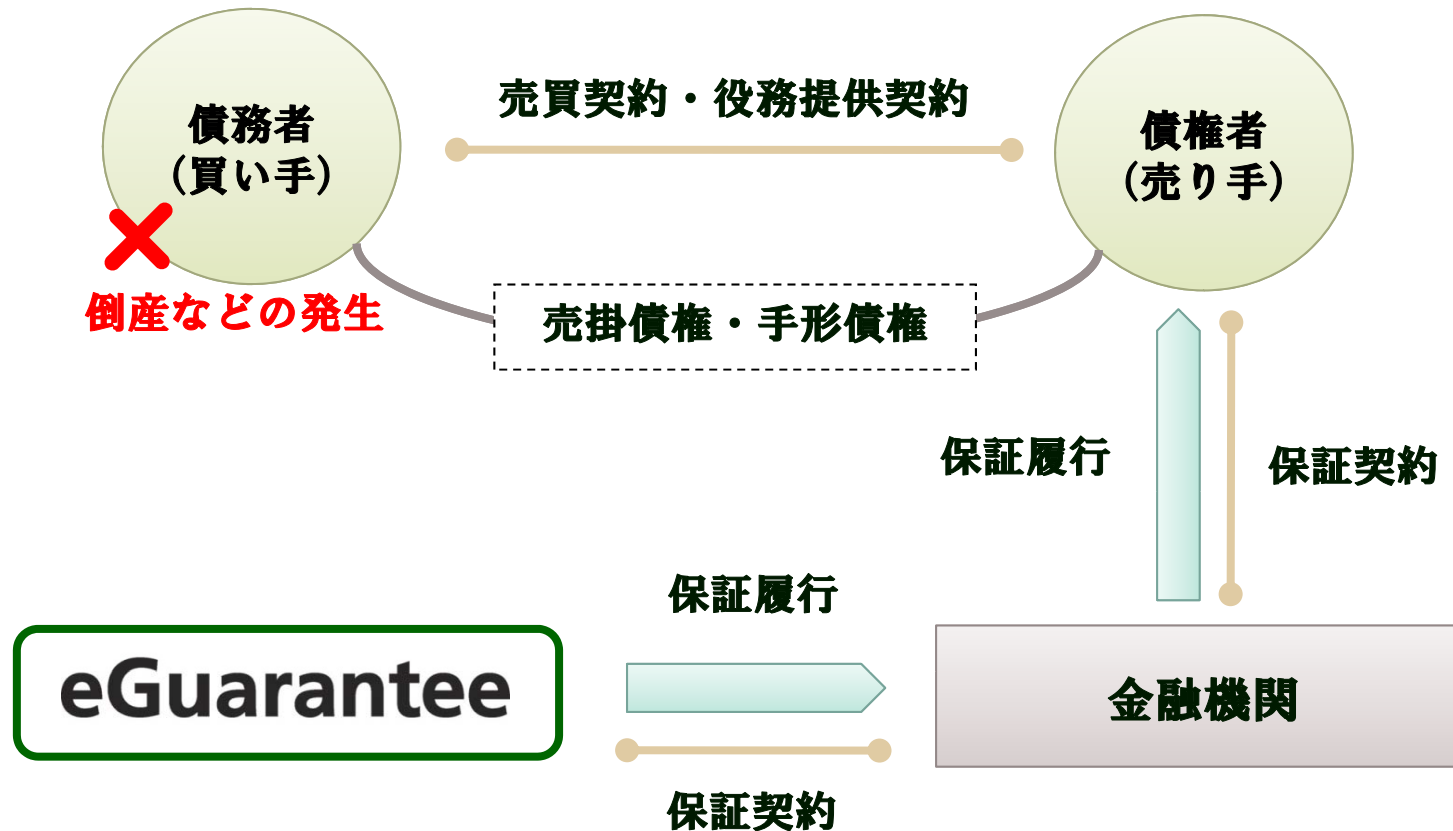 売買契約・役務提供契約
債務者
(買い手)
債権者
(売り手)
倒産などの発生
売掛債権・手形債権
保証履行
保証契約
保証履行
eGuarantee
金融機関
保証契約